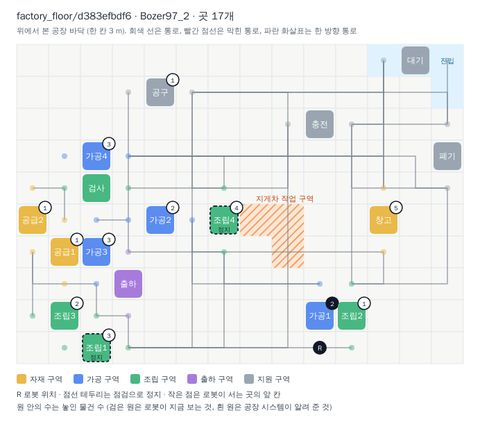 factory_floor/d383efbdf6 · Bozer97_2 · 곳 17개
위에서 본 공장 바닥 (한 칸 3 m). 회색 선은 통로, 빨간 점선은 막힌 통로, 파란 화살표는 한 방향 통로
대기
진입
공구
1
충전
가공4
3
폐기
검사
지게차 작업 구역
공급2
1
가공2
2
조립4
4
정지
창고
5
공급1
1
가공3
3
출하
조립3
2
가공1
2
조립2
1
조립1
3
정지
R
자재 구역
가공 구역
조립 구역
출하 구역
지원 구역
R 로봇 위치 · 점선 테두리는 점검으로 정지 · 작은 점은 로봇이 서는 곳의 앞 칸
원 안의 수는 놓인 물건 수 (검은 원은 로봇이 지금 보는 것, 흰 원은 공장 시스템이 알려 준 것)